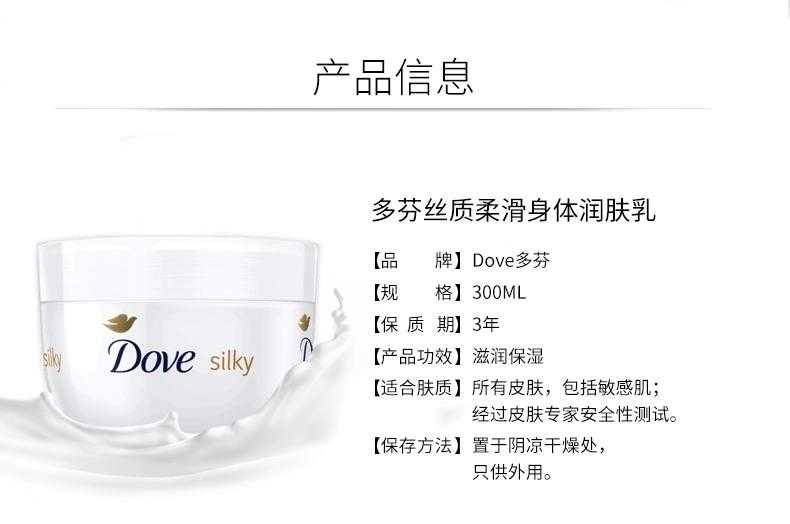 产品信息
多芬丝质柔滑身体润肤乳
【品 牌】Dove多芬
【规 格】300ML
【保 质 期】3年
【产品功效】滋润保湿
【适合肤质】所有皮肤，包括敏感肌；
经过皮肤专家安全性测试。
【保存方法】置于阴凉干燥处，
只供外用。
silky
Dove silky
D